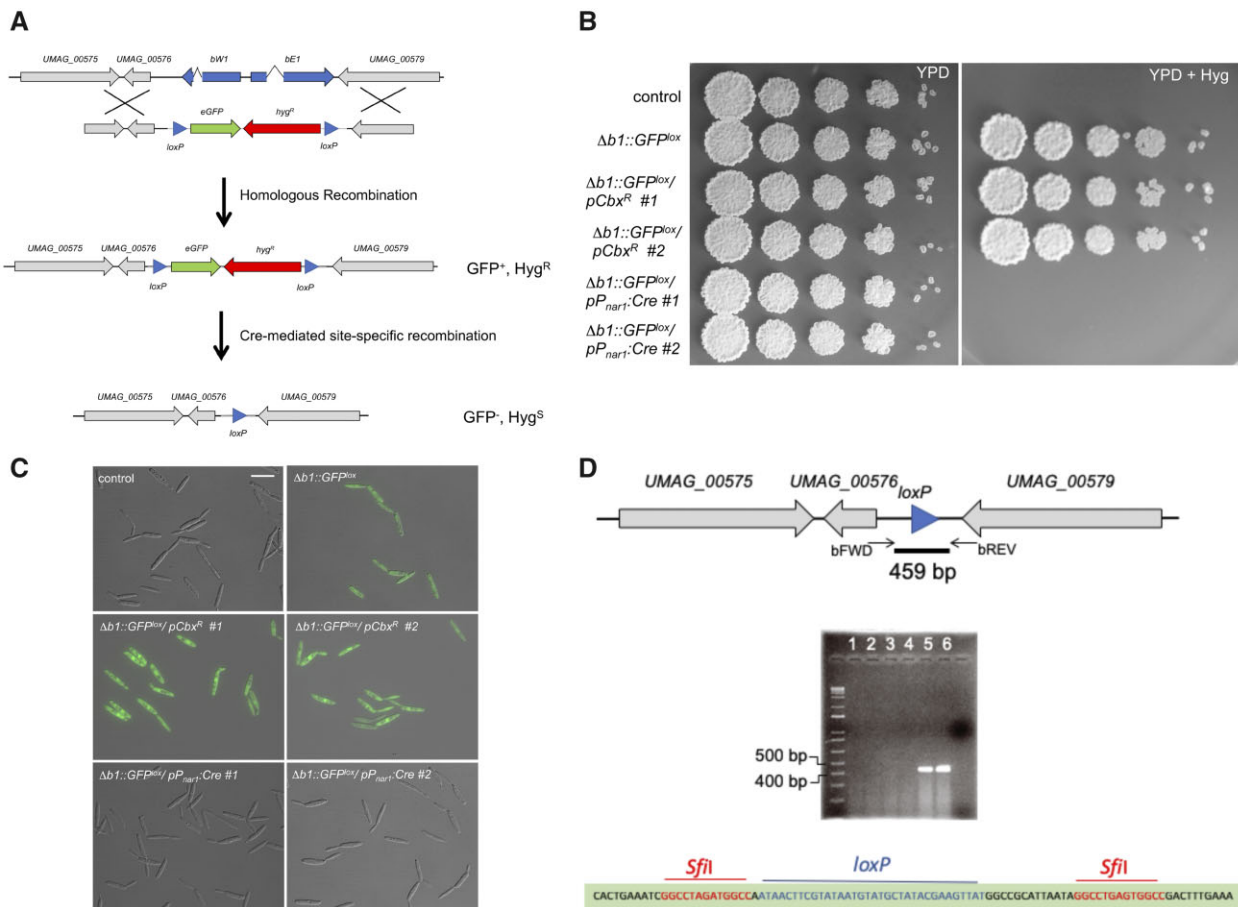 A
UMAG_00575 UMAG_00576 bW1 bE1 UMAG_00579
eGFP hygR
loxP loxP
Homologous Recombination
UMAG_00575 UMAG_00576 eGFP hygR UMAG_00579
GFP+, HygR
loxP loxP
Cre-mediated site-specific recombination
UMAG_00575 UMAG_00576 UMAG_00579
GFP-, HygS
loxP
B
YPD YPD + Hyg
control
Δb1::GFPlox
Δb1::GFPlox/
pCbxR #1
Δb1::GFPlox/
pCbxR #2
Δb1::GFPlox/
pPnar1:Cre #1
Δb1::GFPlox/
pPnar1:Cre #2
C
control Δb1::GFPlox
Δb1::GFPlox/ pCbxR #1 Δb1::GFPlox/ pCbxR #2
Δb1::GFPlox/ pPnar1:Cre #1 Δb1::GFPlox/ pPnar1:Cre #2
D
UMAG_00575 UMAG_00576 loxP UMAG_00579
bFWD bREV
459 bp
1 2 3 4 5 6
500 bp
400 bp
SfiI loxP SfiI
CACTGAAATCGGCCTAGATGGCCAATAACTTCGTATAATGTATGCTATACGAAGTTATGGCCGCATTAATAGGCCTGAGTGGCCGACTTTGAAA